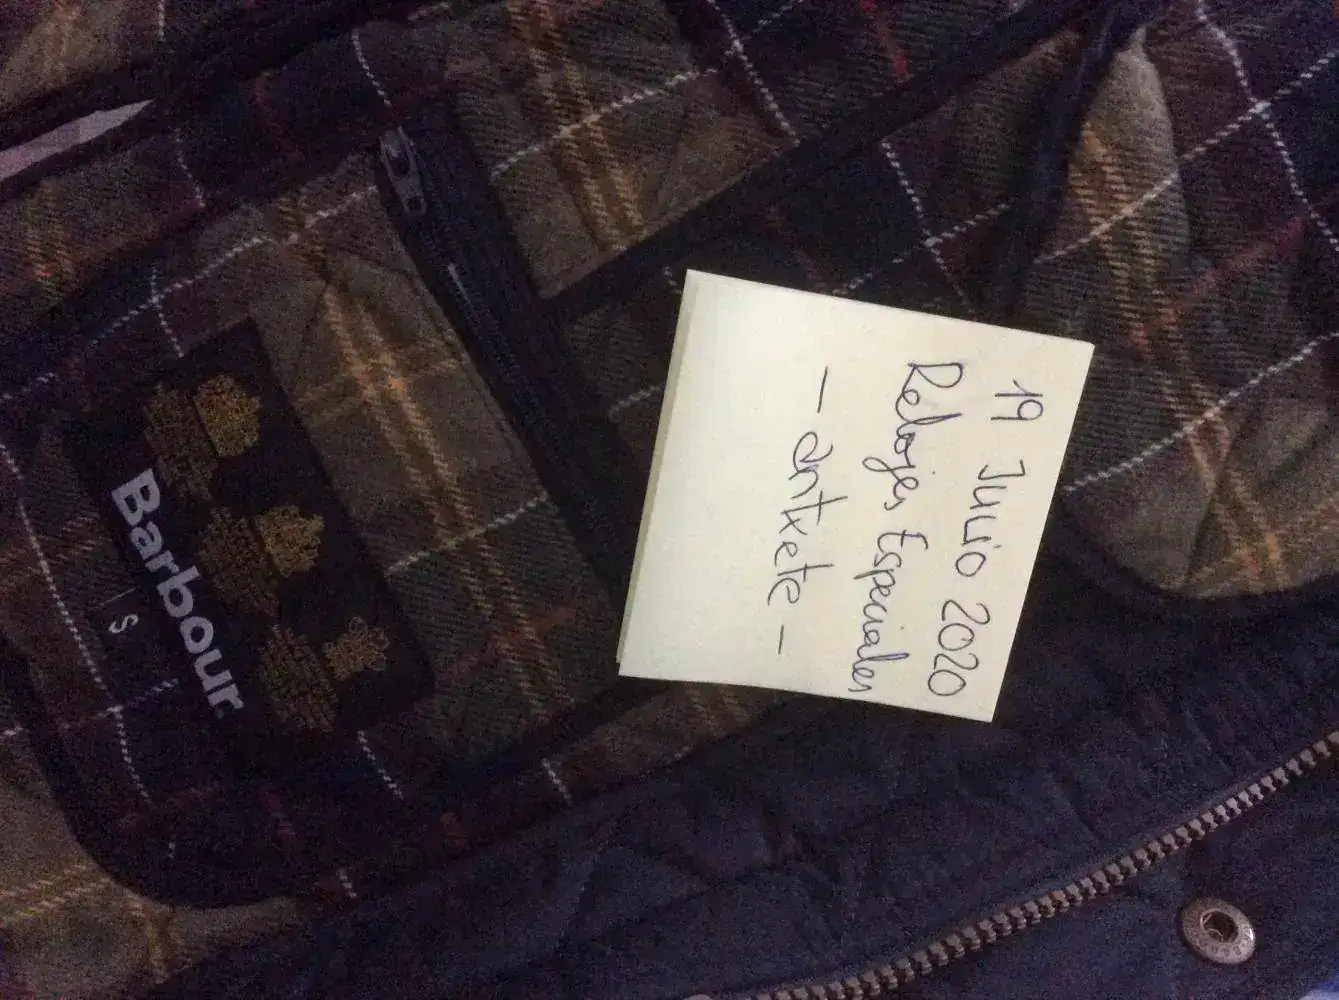 19 Julio 2020
Relojes Especiales
- antxete -
Barbour
S